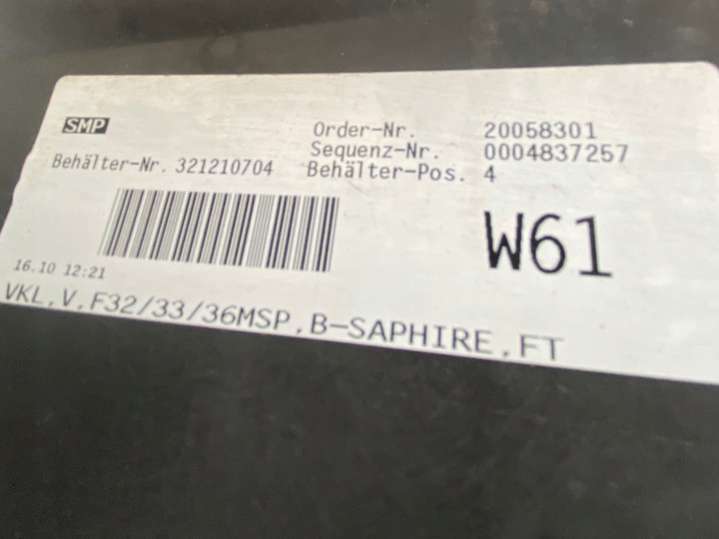 SMP
Order-Nr. 20058301
Sequenz-Nr. 0004837257
Behälter-Nr. 321210704 Behälter-Pos. 4
W61
16.10 12:21
VKL,V,F32/33/36MSP,B-SAPHIRE,FT